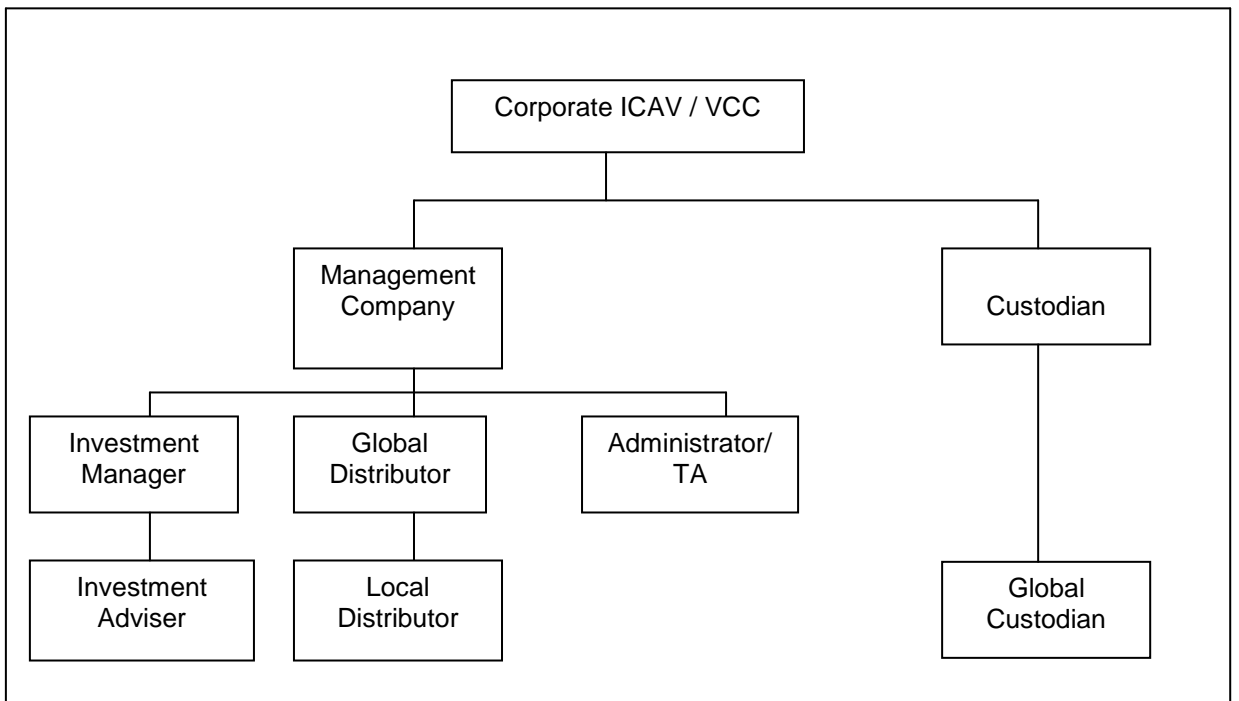 Corporate ICAV / VCC
Management
Company
Custodian
Investment
Manager
Global
Distributor
Administrator/
TA
Investment
Adviser
Local
Distributor
Global
Custodian